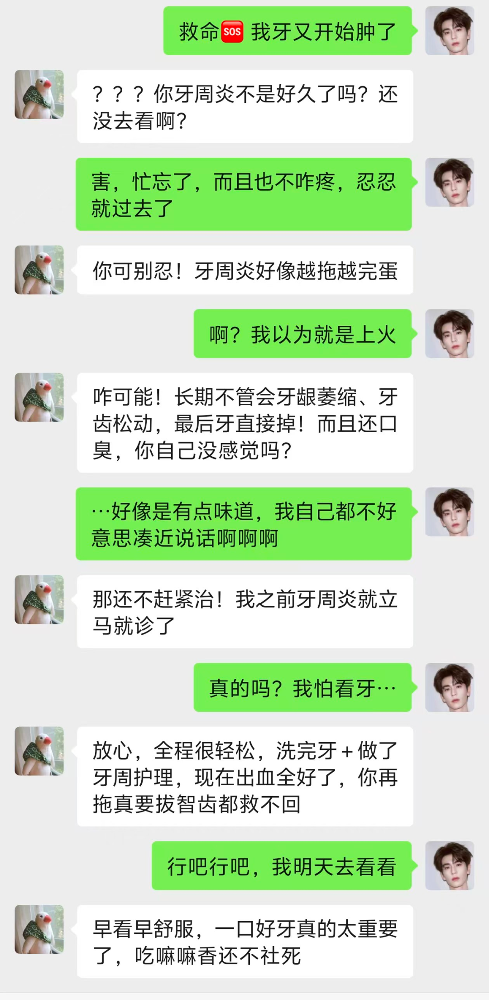 救命🆘 我牙又开始肿了
？？？你牙周炎不是好久了吗？还
没去看啊？
害，忙忘了，而且也不咋疼，忍忍
就过去了
你可别忍！牙周炎好像越拖越完蛋
啊？我以为就是上火
咋可能！长期不管会牙龈萎缩、牙
齿松动，最后牙直接掉！而且还口
臭，你自己没感觉吗？
…好像是有点味道，我自己都不好
意思凑近说话啊啊啊
那还不赶紧治！我之前牙周炎就立
马就诊了
真的吗？我怕看牙…
放心，全程很轻松，洗完牙+做了
牙周护理，现在出血全好了，你再
拖真要拔智齿都救不回
行吧行吧，我明天去看看
早看早舒服，一口好牙真的太重要
了，吃嘛嘛香还不社死